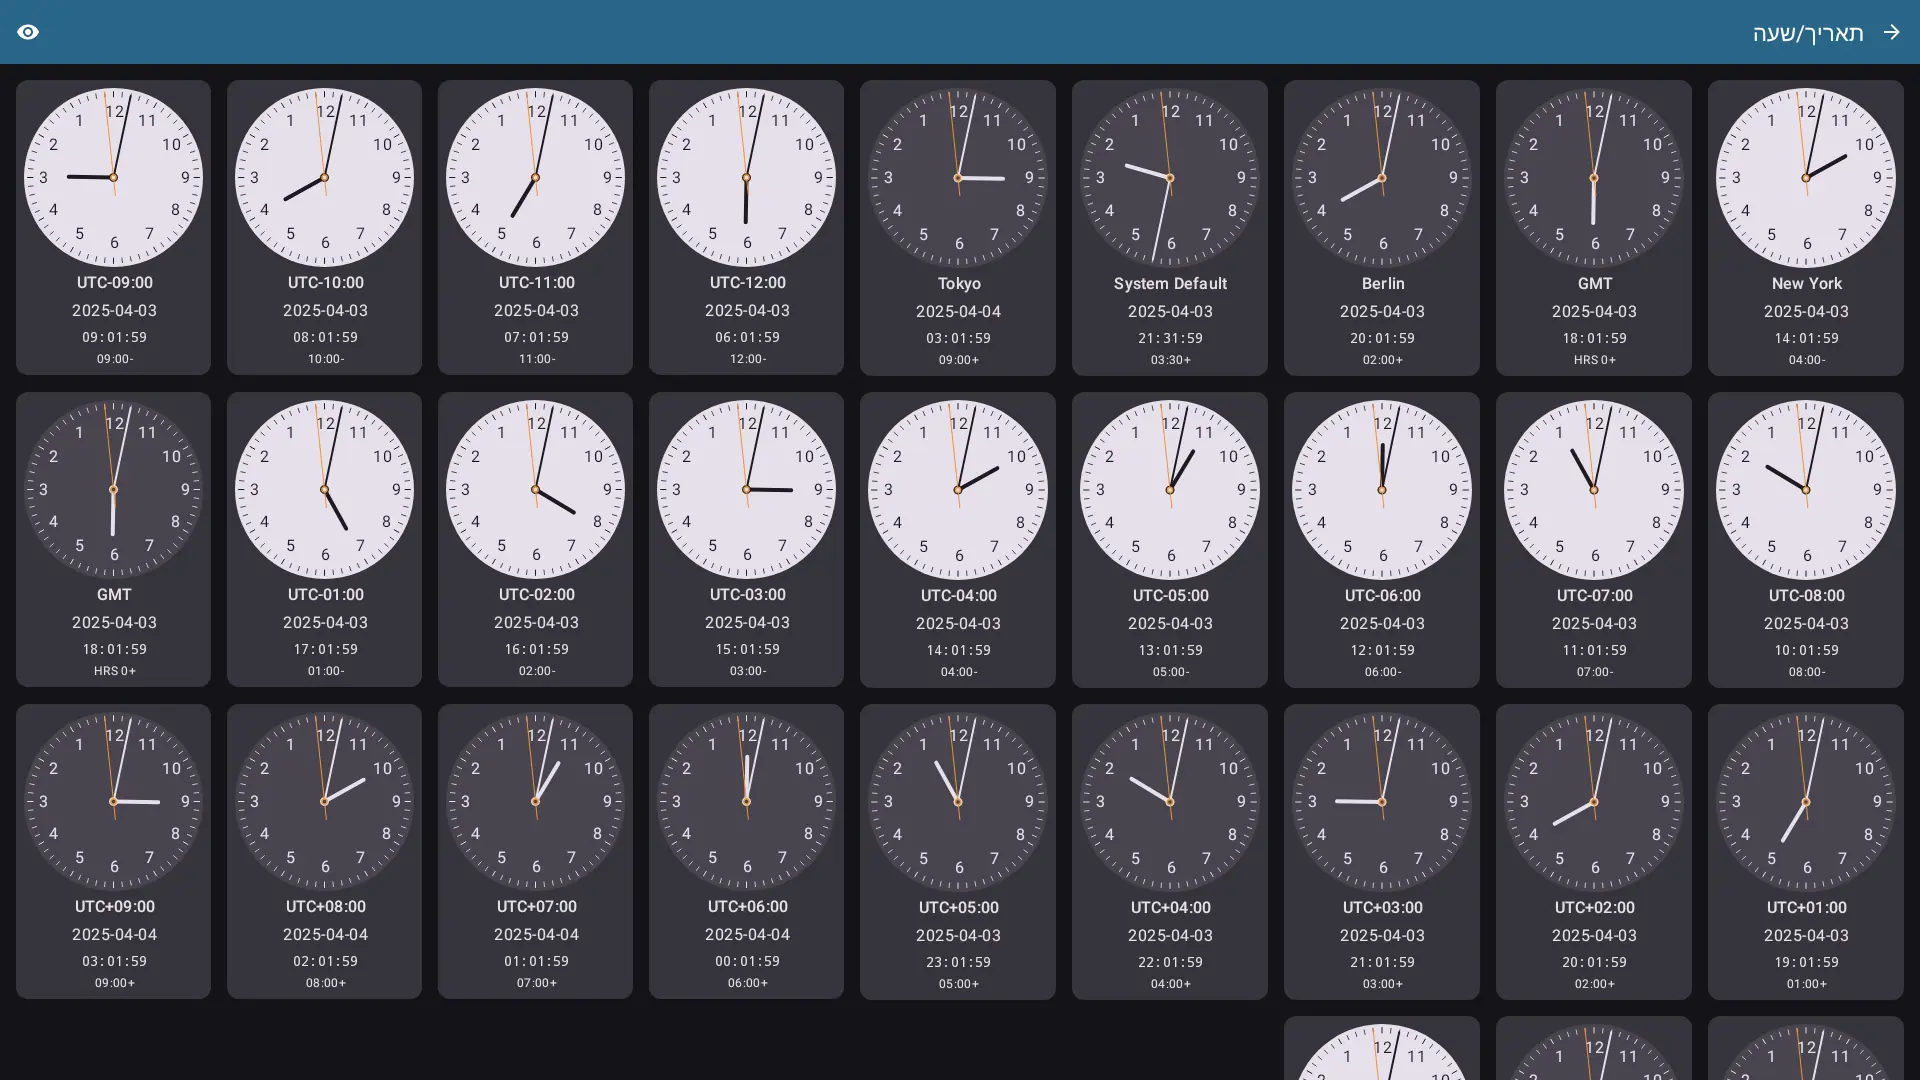 תאריך/שעה
New York
2025-04-03
14:01:59
04:00-
GMT
2025-04-03
18:01:59
HRS 0+
Berlin
2025-04-03
20:01:59
02:00+
System Default
2025-04-03
21:31:59
03:30+
Tokyo
2025-04-04
03:01:59
09:00+
UTC-12:00
2025-04-03
06:01:59
12:00-
UTC-11:00
2025-04-03
07:01:59
11:00-
UTC-10:00
2025-04-03
08:01:59
10:00-
UTC-09:00
2025-04-03
09:01:59
09:00-
UTC-08:00
2025-04-03
10:01:59
08:00-
UTC-07:00
2025-04-03
11:01:59
07:00-
UTC-06:00
2025-04-03
12:01:59
06:00-
UTC-05:00
2025-04-03
13:01:59
05:00-
UTC-04:00
2025-04-03
14:01:59
04:00-
UTC-03:00
2025-04-03
15:01:59
03:00-
UTC-02:00
2025-04-03
16:01:59
02:00-
UTC-01:00
2025-04-03
17:01:59
01:00-
GMT
2025-04-03
18:01:59
HRS 0+
UTC+01:00
2025-04-03
19:01:59
01:00+
UTC+02:00
2025-04-03
20:01:59
02:00+
UTC+03:00
2025-04-03
21:01:59
03:00+
UTC+04:00
2025-04-03
22:01:59
04:00+
UTC+05:00
2025-04-03
23:01:59
05:00+
UTC+06:00
2025-04-04
00:01:59
06:00+
UTC+07:00
2025-04-04
01:01:59
07:00+
UTC+08:00
2025-04-04
02:01:59
08:00+
UTC+09:00
2025-04-04
03:01:59
09:00+